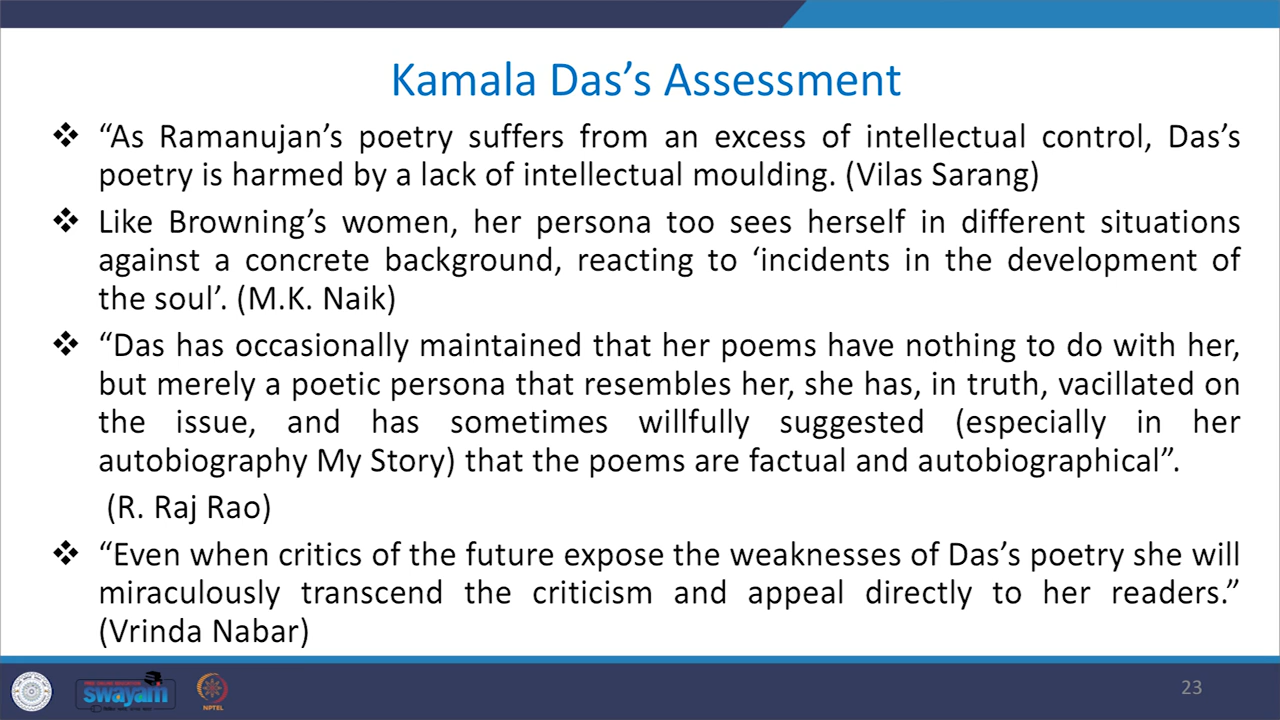 Kamala Das’s Assessment
❖ “As Ramanujan’s poetry suffers from an excess of intellectual control, Das’s
poetry is harmed by a lack of intellectual moulding. (Vilas Sarang)
❖ Like Browning’s women, her persona too sees herself in different situations
against a concrete background, reacting to ‘incidents in the development of
the soul’. (M.K. Naik)
❖ “Das has occasionally maintained that her poems have nothing to do with her,
but merely a poetic persona that resembles her, she has, in truth, vacillated on
the issue, and has sometimes willfully suggested (especially in her
autobiography My Story) that the poems are factual and autobiographical”.
(R. Raj Rao)
❖ “Even when critics of the future expose the weaknesses of Das’s poetry she will
miraculously transcend the criticism and appeal directly to her readers.”
(Vrinda Nabar)
swayam
NPTEL
23